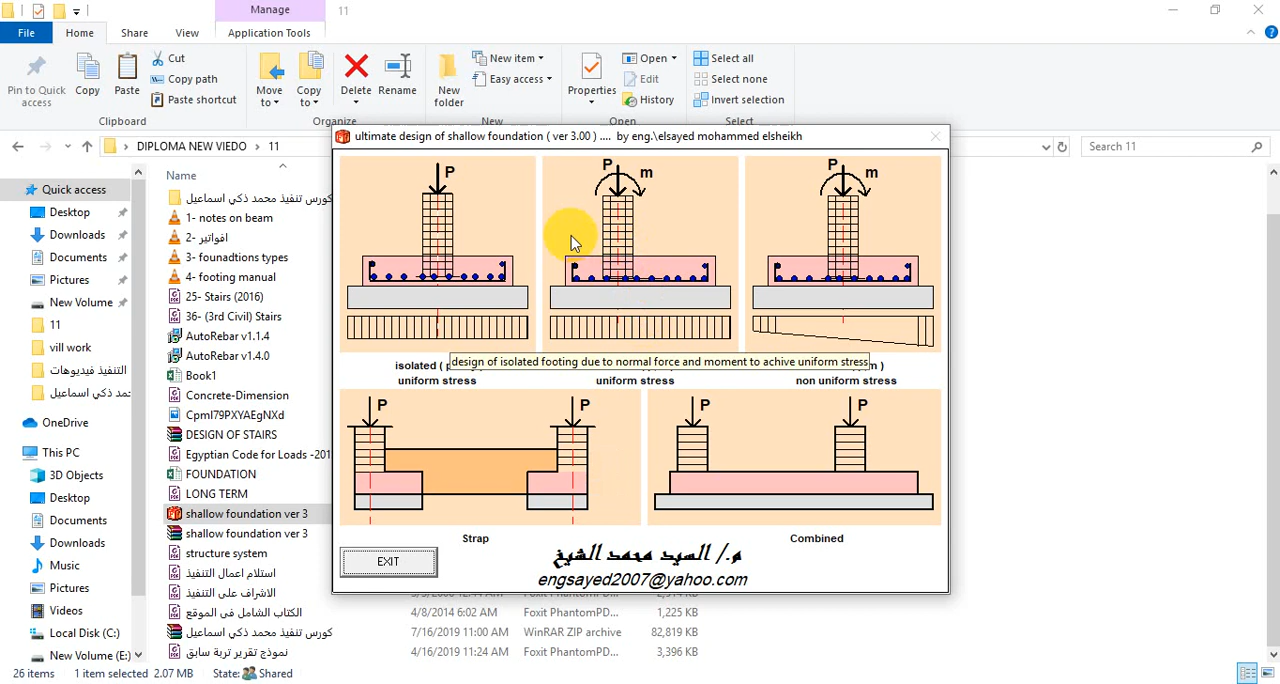 Manage
11
File
Home
Share
View
Application Tools
Pin to Quick access
Copy
Paste
Cut
Copy path
Paste shortcut
Clipboard
Move to
Copy to
Delete
Rename
Organize
New folder
New item
Easy access
New
Properties
Open
Edit
History
Open
Select all
Select none
Invert selection
Select
DIPLOMA NEW VIEDO
11
Search 11
Quick access
Desktop
Downloads
Documents
Pictures
New Volume
11
vill work
التنفيذ فيديوهات
OneDrive
This PC
3D Objects
Desktop
Documents
Downloads
Music
Pictures
Videos
Local Disk (C:)
New Volume (E:)
Name
كورس تنفيذ محمد ذكي اسماعيل
1- notes on beam
2- افواتير
3- founadtions types
4- footing manual
25- Stairs (2016)
36- (3rd Civil) Stairs
AutoRebar v1.1.4
AutoRebar v1.4.0
Book1
Concrete-Dimension
Cpml79PXYAEgNXd
DESIGN OF STAIRS
Egyptian Code for Loads -201
FOUNDATION
LONG TERM
shallow foundation ver 3
shallow foundation ver 3
structure system
استلام اعمال التنفيذ
الاشراف على التنفيذ
الكتاب الشامل في الموقع
4/8/2014 6:02 AM Foxit PhantomPD... 1,225 KB
كورس تنفيذ محمد ذكي اسماعيل
7/16/2019 11:00 AM WinRAR ZIP archive 82,819 KB
نموذج تقرير تربة سابق
4/16/2019 11:24 AM Foxit PhantomPD... 3,396 KB
ultimate design of shallow foundation ( ver 3.00 ) .... by eng.\elsayed mohammed elsheikh
P
P
m
P
m
isolated (
uniform stress
design of isolated footing due to normal force and moment to achive uniform stress
uniform stress
non uniform stress
P
P
P
P
Strap
Combined
EXIT
م./ السيد محمد الشيخ
engsayed2007@yahoo.com
26 items
1 item selected 2.07 MB
State: Shared